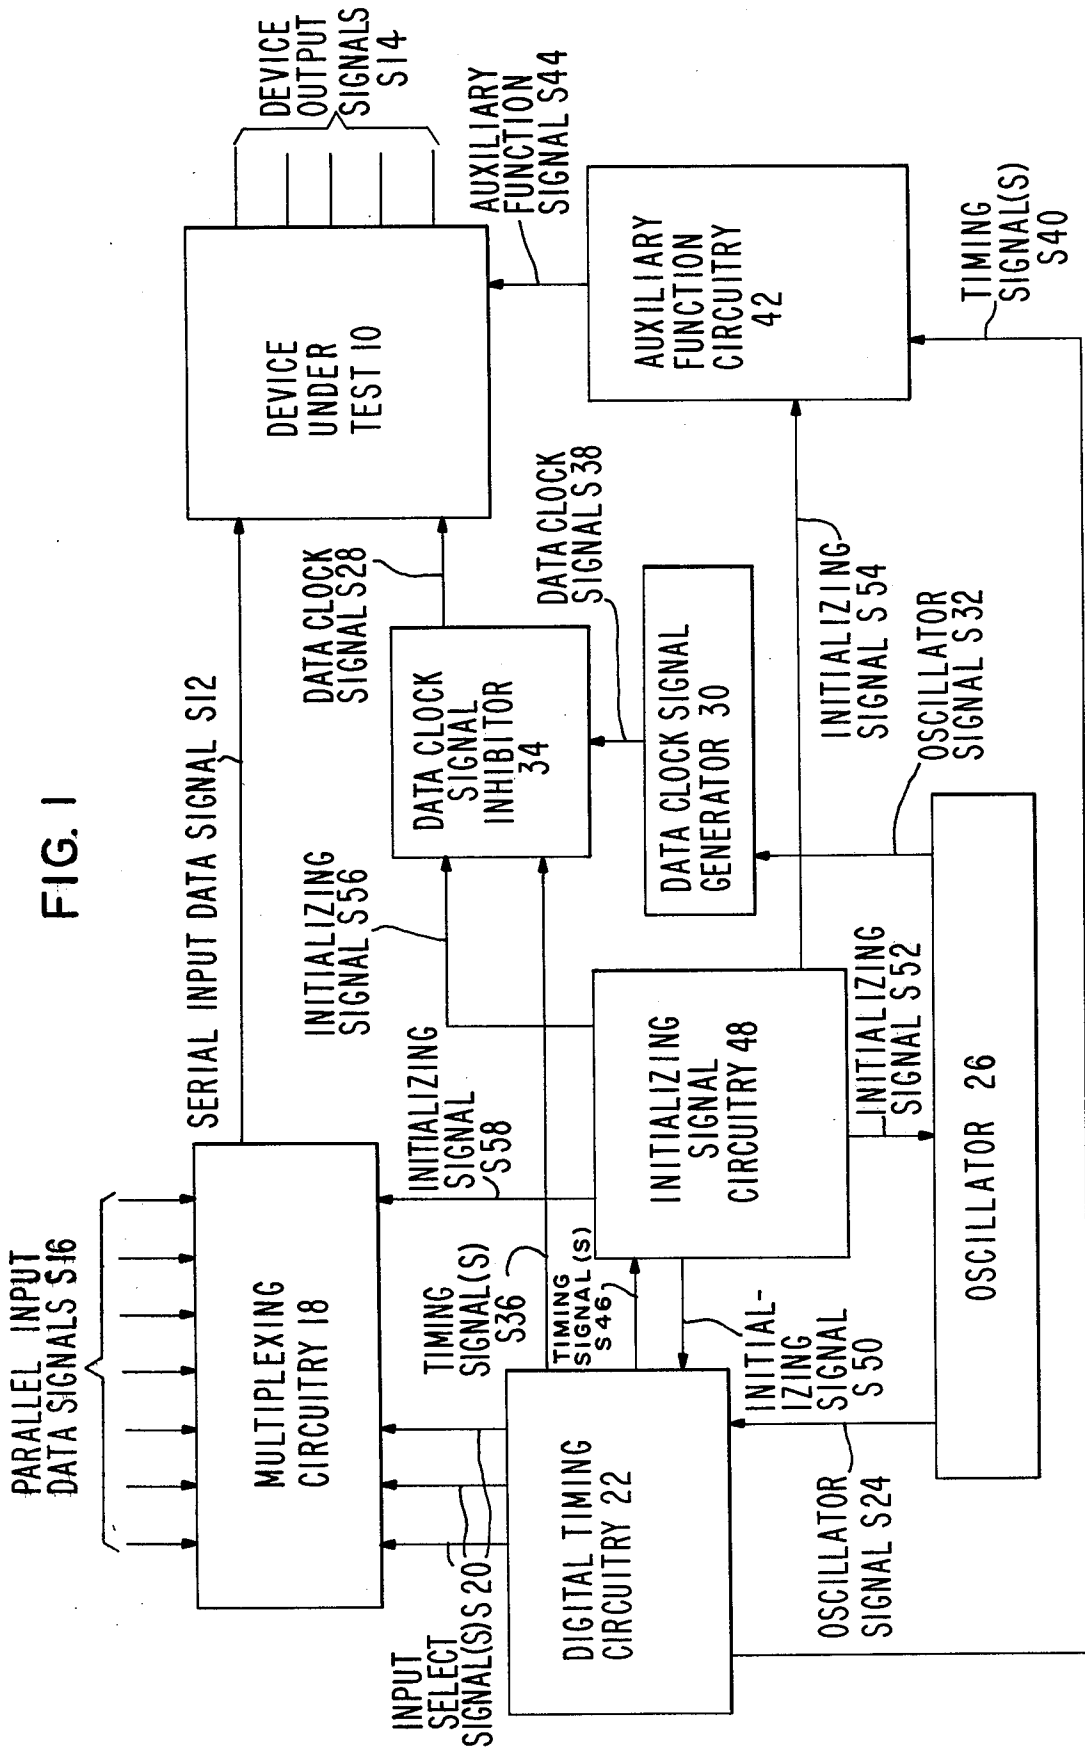 FIG. 1
PARALLEL INPUT
DATA SIGNALS S16
MULTIPLEXING
CIRCUITRY 18
SERIAL INPUT DATA SIGNAL S12
DEVICE
UNDER
TEST 10
DEVICE
OUTPUT
SIGNALS
S14
INPUT
SELECT
SIGNAL(S) S20
TIMING
SIGNAL(S)
S36
INITIALIZING
SIGNAL
S58
INITIALIZING
SIGNAL S56
DATA CLOCK
SIGNAL
INHIBITOR
34
DATA CLOCK
SIGNAL S28
AUXILIARY
FUNCTION
SIGNAL S44
DIGITAL TIMING
CIRCUITRY 22
TIMING
SIGNAL(S)
S46
INITIAL-
IZING
SIGNAL
S50
INITIALIZING
SIGNAL
CIRCUITRY 48
DATA CLOCK
SIGNAL S38
DATA CLOCK SIGNAL
GENERATOR 30
AUXILIARY
FUNCTION
CIRCUITRY
42
OSCILLATOR
SIGNAL S24
INITIALIZING
SIGNAL S52
INITIALIZING
SIGNAL S54
OSCILLATOR
SIGNAL S32
TIMING
SIGNAL(S)
S40
OSCILLATOR 26